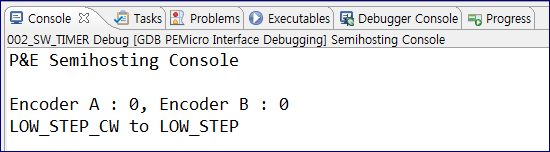 Console Tasks Problems Executables Debugger Console Progress
002_SW_TIMER Debug [GDB PEMicro Interface Debugging] Semihosting Console
P&E Semihosting Console
Encoder A : 0, Encoder B : 0
LOW_STEP_CW to LOW_STEP